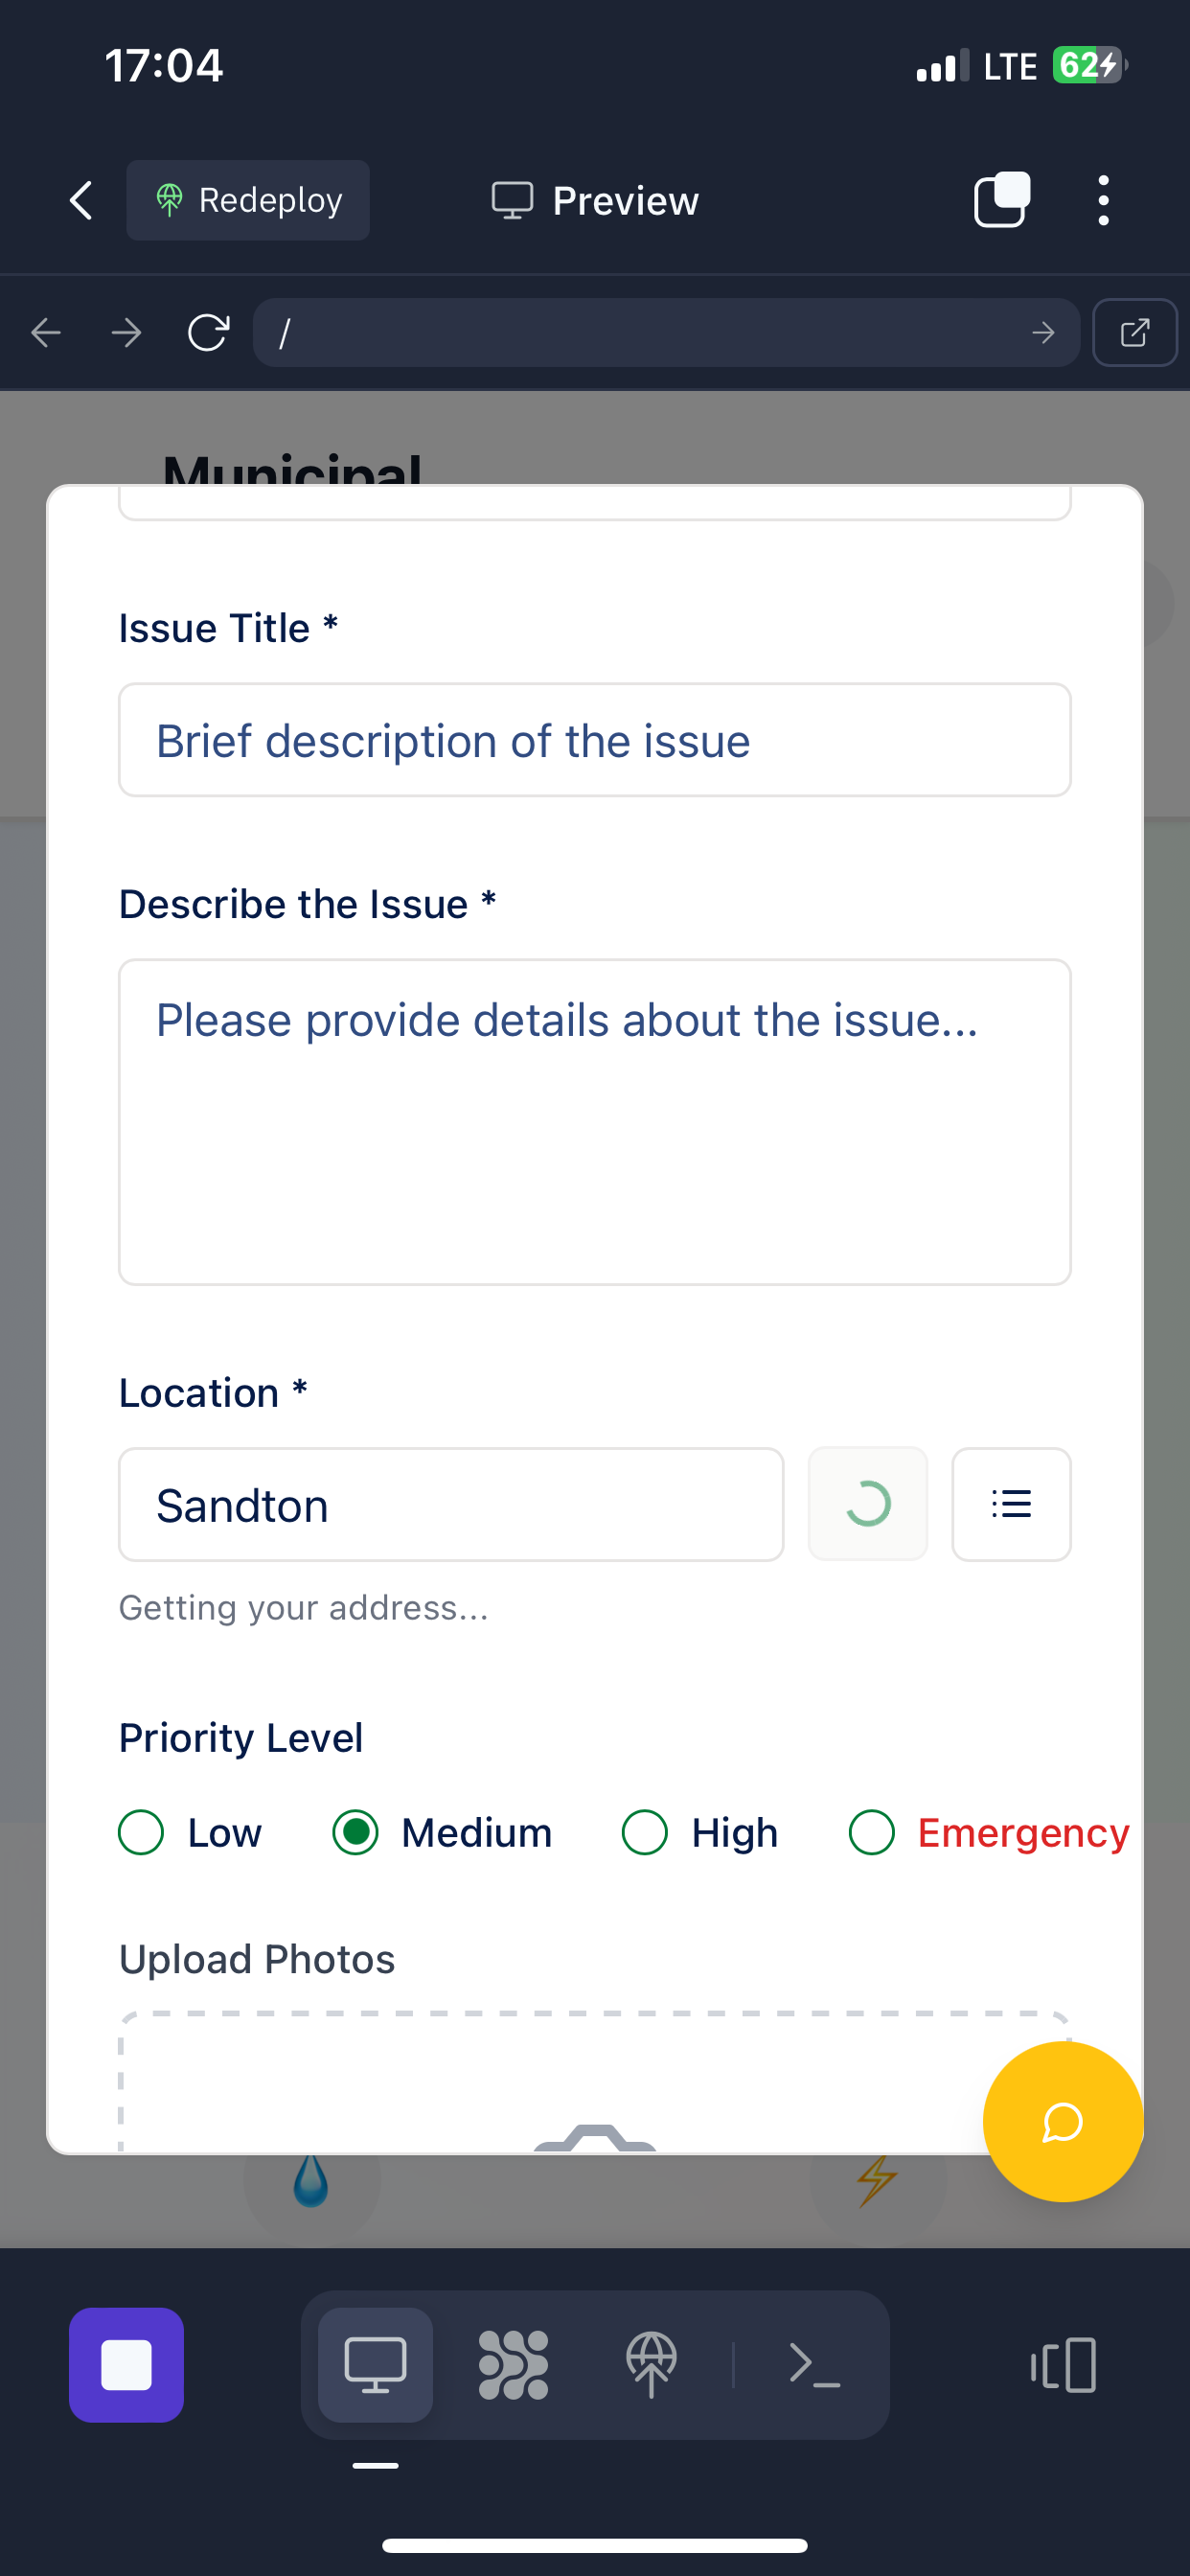 17:04
LTE 62
Redeploy
Preview
/
Municipal
Issue Title *
Brief description of the issue
Describe the Issue *
Please provide details about the issue...
Location *
Sandton
Getting your address...
Priority Level
Low Medium High Emergency
Upload Photos